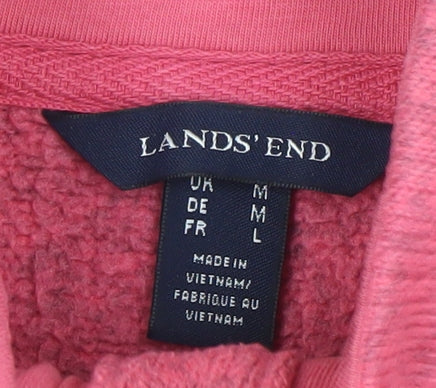 LANDS' END
UK M
DE M
FR L
MADE IN
VIETNAM/
FABRIQUE AU
VIETNAM